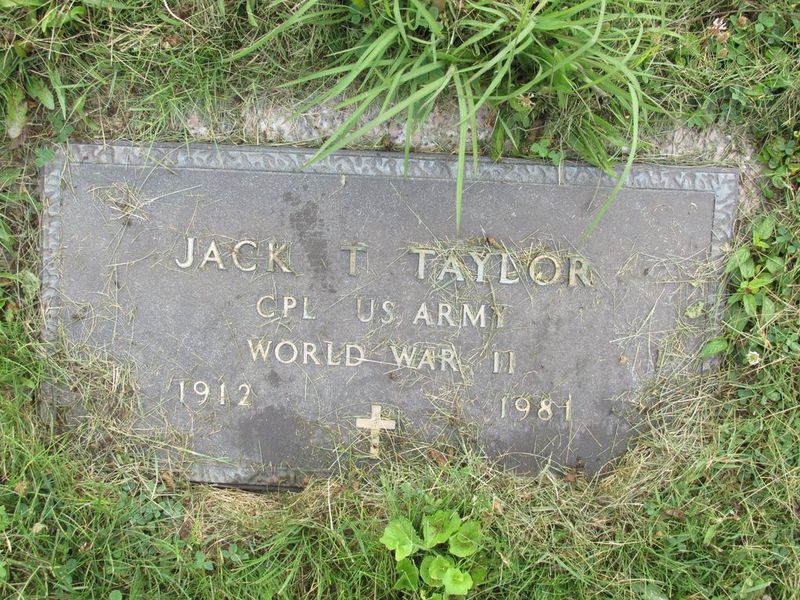 JACK T TAYLOR
CPL US ARMY
WORLD WAR II
1912 1981